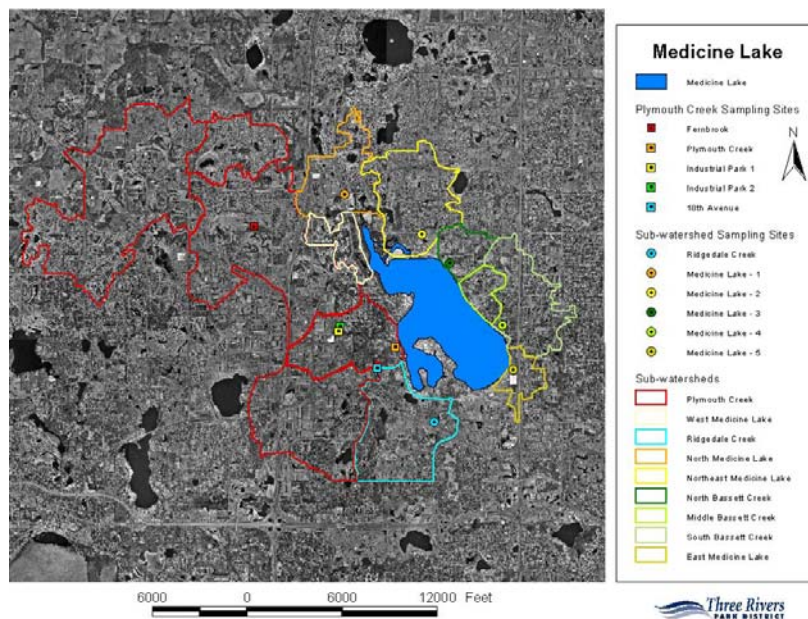 Medicine Lake
Medicine Lake
Plymouth Creek Sampling Sites
Fernbrook
Plymouth Creek
Industrial Park 1
Industrial Park 2
18th Avenue
N
Sub-watershed Sampling Sites
Ridgedale Creek
Medicine Lake - 1
Medicine Lake - 2
Medicine Lake - 3
Medicine Lake - 4
Medicine Lake - 5
Sub-watersheds
Plymouth Creek
West Medicine Lake
Ridgedale Creek
North Medicine Lake
Northeast Medicine Lake
North Bassett Creek
Middle Bassett Creek
South Bassett Creek
East Medicine Lake
6000 0 6000 12000 Feet
Three Rivers
PARK DISTRICT